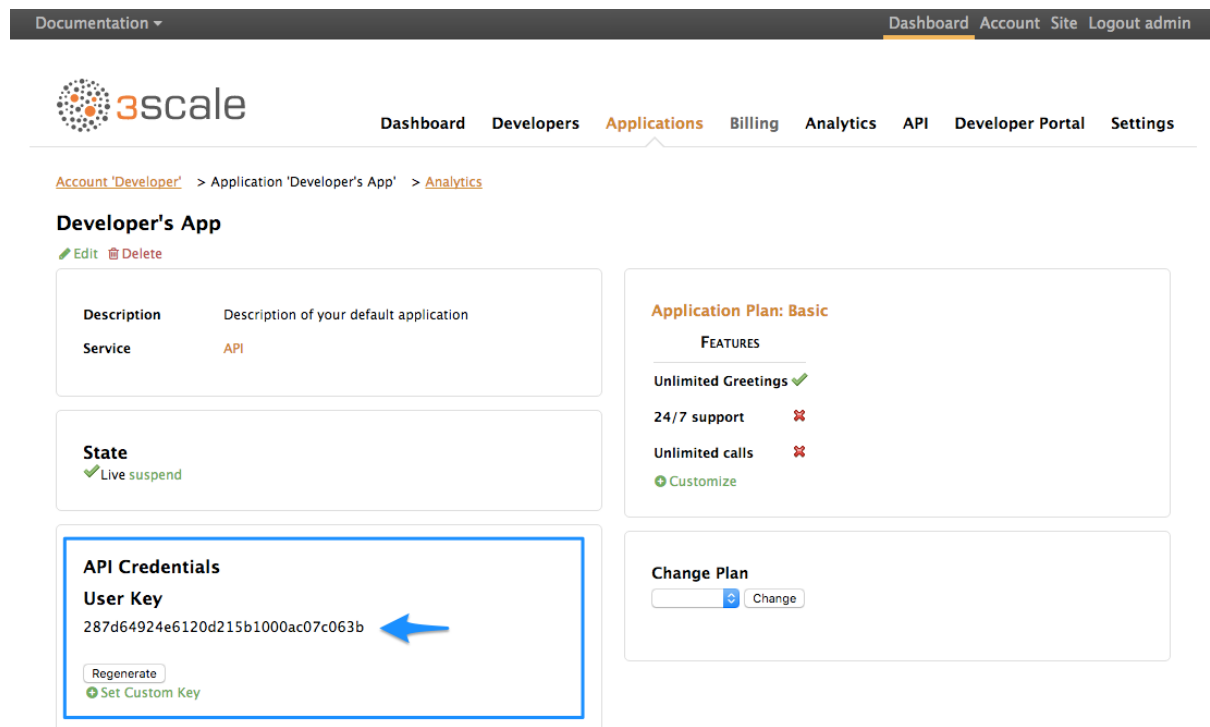 Documentation
Dashboard Account Site Logout admin
3scale
Dashboard Developers Applications Billing Analytics API Developer Portal Settings
Account 'Developer' > Application 'Developer's App' > Analytics
Developer's App
Edit Delete
Description Description of your default application
Service API
State
Live suspend
API Credentials
User Key
287d64924e6120d215b1000ac07c063b
Regenerate
Set Custom Key
Application Plan: Basic
Features
Unlimited Greetings
24/7 support
Unlimited calls
Customize
Change Plan
Change